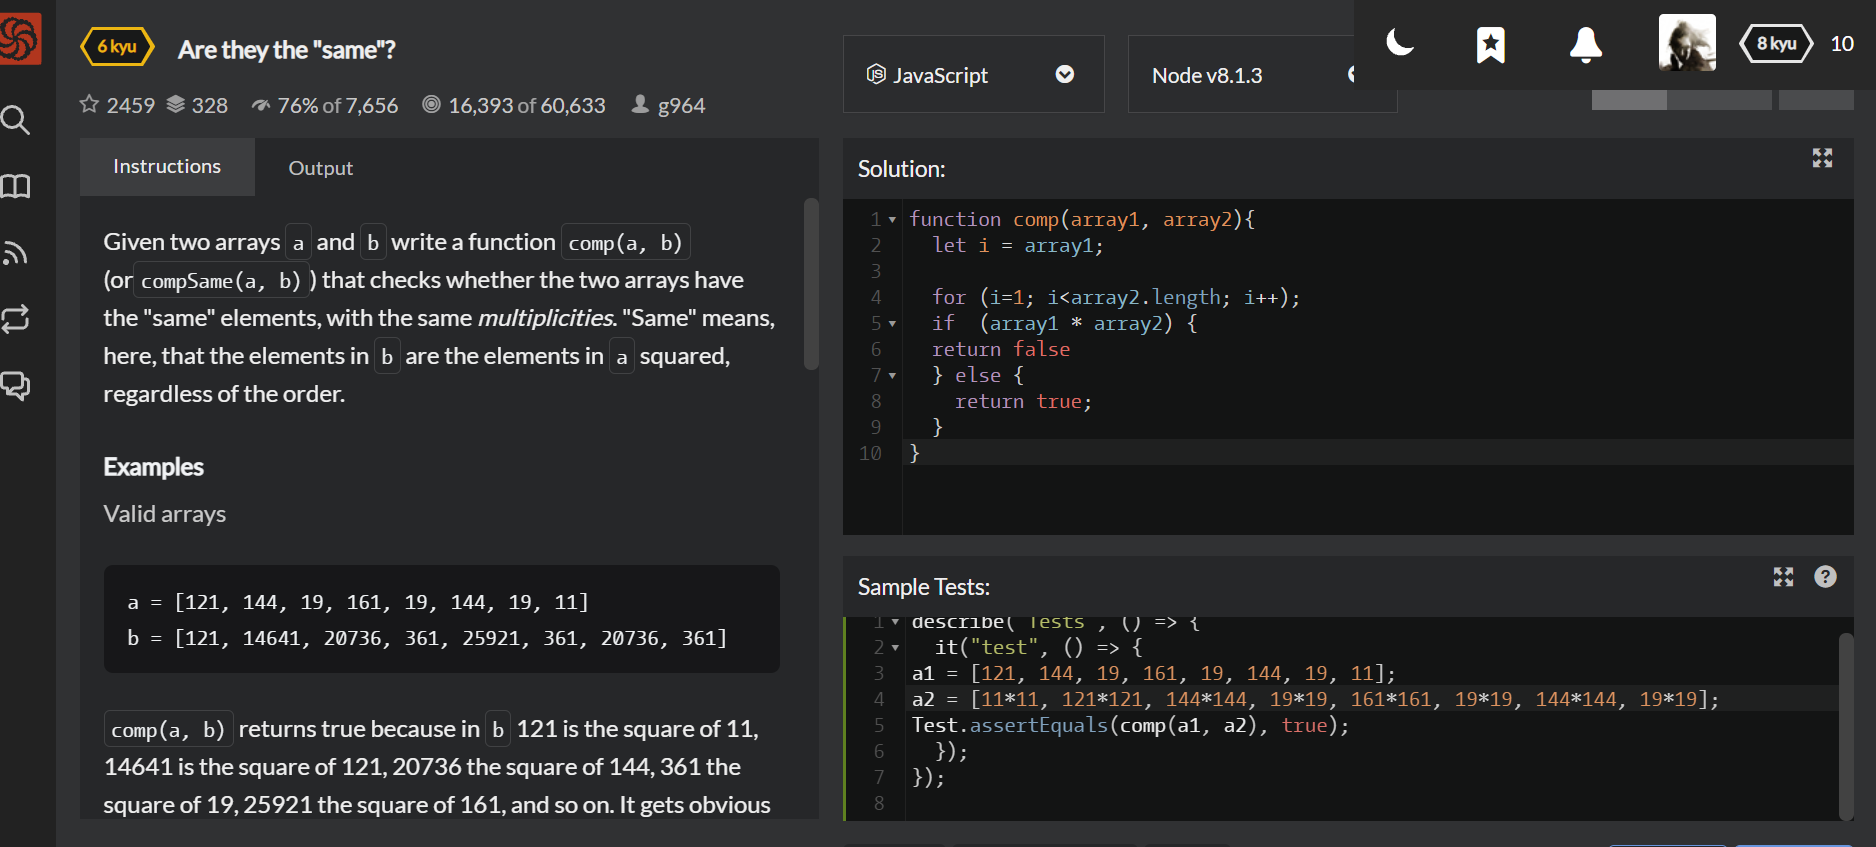 6 kyu
Are they the "same"?
2459 328 76% of 7,656 16,393 of 60,633 g964
JavaScript
Node v8.1.3
8 kyu
10
Instructions
Output
Given two arrays a and b write a function comp(a, b)
(or compSame(a, b)) that checks whether the two arrays have
the "same" elements, with the same multiplicities. "Same" means,
here, that the elements in b are the elements in a squared,
regardless of the order.
Examples
Valid arrays
a = [121, 144, 19, 161, 19, 144, 19, 11]
b = [121, 14641, 20736, 361, 25921, 361, 20736, 361]
comp(a, b) returns true because in b 121 is the square of 11,
14641 is the square of 121, 20736 the square of 144, 361 the
square of 19, 25921 the square of 161, and so on. It gets obvious
Solution:
1 function comp(array1, array2){
2 let i = array1;
3
4 for (i=1; i<array2.length; i++);
5 if  (array1 * array2) {
6 return false
7 } else {
8 return true;
9 }
10 }
Sample Tests:
1 describe("Tests", () => {
2 it("test", () => {
3 a1 = [121, 144, 19, 161, 19, 144, 19, 11];
4 a2 = [11*11, 121*121, 144*144, 19*19, 161*161, 19*19, 144*144, 19*19];
5 Test.assertEquals(comp(a1, a2), true);
6 });
7 });
8